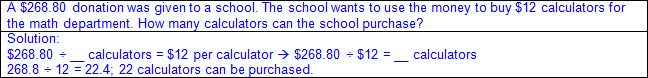 A $268.80 donation was given to a school. The school wants to use the money to buy $12 calculators for
the math department. How many calculators can the school purchase?
Solution:
$268.80 ÷ __ calculators = $12 per calculator → $268.80 ÷ $12 = __ calculators
268.8 ÷ 12 = 22.4; 22 calculators can be purchased.